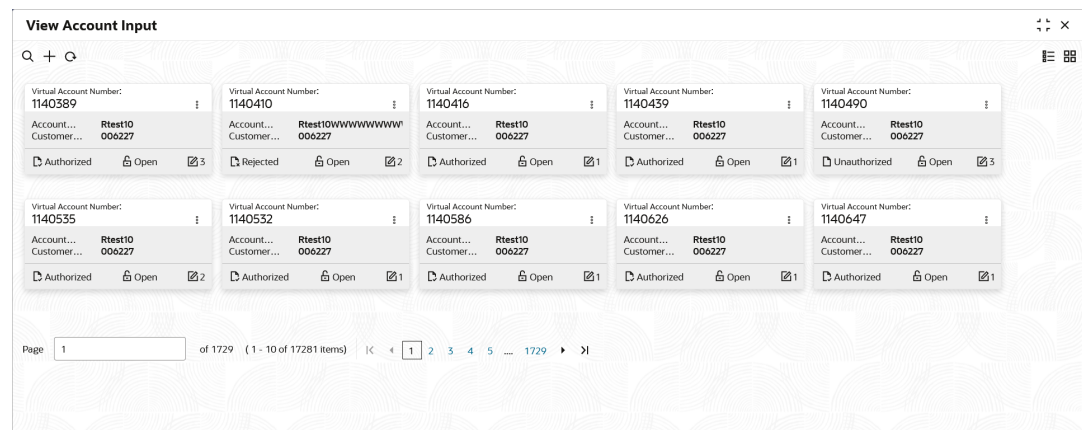 View Account Input
Virtual Account Number:
1140389
Account... Rtest10
Customer... 006227
Authorized Open 3
Virtual Account Number:
1140410
Account... Rtest10WWWWWWWW
Customer... 006227
Rejected Open 2
Virtual Account Number:
1140416
Account... Rtest10
Customer... 006227
Authorized Open 1
Virtual Account Number:
1140439
Account... Rtest10
Customer... 006227
Authorized Open 1
Virtual Account Number:
1140490
Account... Rtest10
Customer... 006227
Unauthorized Open 3
Virtual Account Number:
1140535
Account... Rtest10
Customer... 006227
Authorized Open 2
Virtual Account Number:
1140532
Account... Rtest10
Customer... 006227
Authorized Open 1
Virtual Account Number:
1140586
Account... Rtest10
Customer... 006227
Authorized Open 1
Virtual Account Number:
1140626
Account... Rtest10
Customer... 006227
Authorized Open 1
Virtual Account Number:
1140647
Account... Rtest10
Customer... 006227
Authorized Open 1
Page 1 of 1729 ( 1 - 10 of 17281 items) 1 2 3 4 5 .... 1729